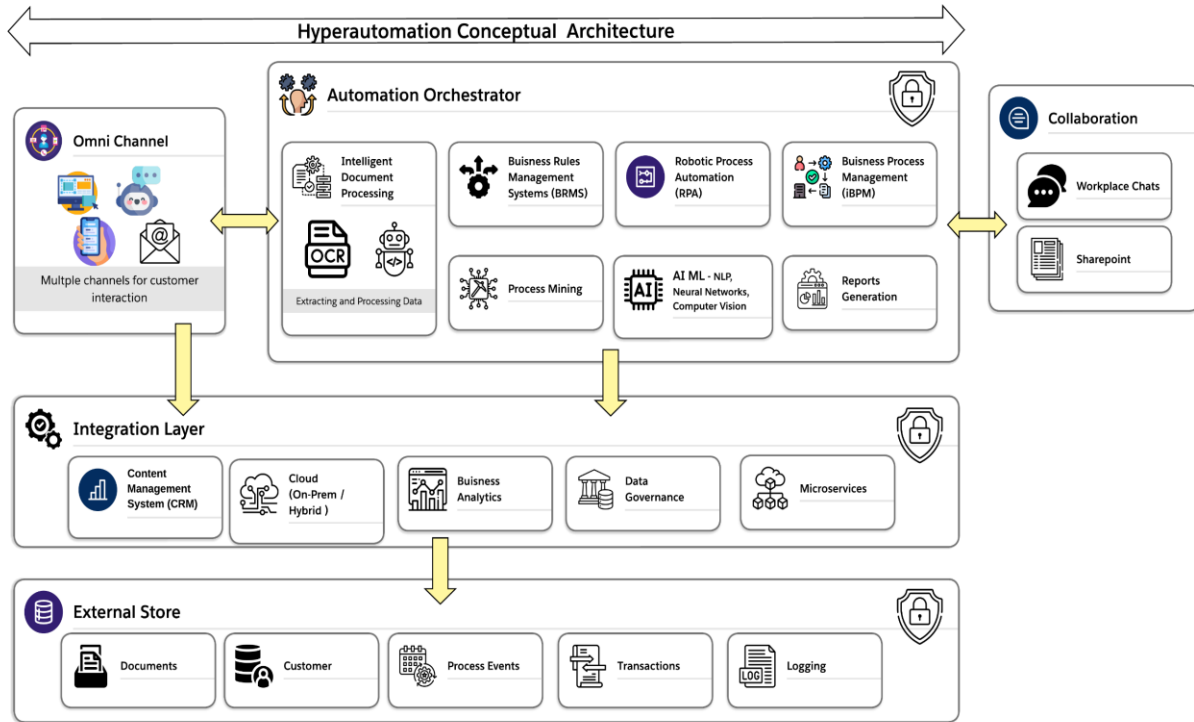 Hyperautomation Conceptual Architecture
Automation Orchestrator
Omni Channel
@
Multple channels for customer
interaction
Intelligent
Document
Processing
OCR
</>
Extracting and Processing Data
Buisness Rules
Management
Systems (BRMS)
Robotic Process
Automation
(RPA)
Buisness Process
Management
(iBPM)
Process Mining
AI
AI ML - NLP,
Neural Networks,
Computer Vision
Reports
Generation
Collaboration
Workplace Chats
Sharepoint
Integration Layer
Content
Management
System (CRM)
Cloud
(On-Prem /
Hybrid )
Buisness
Analytics
Data
Governance
Microservices
External Store
Documents
Customer
Process Events
Transactions
LOG
Logging